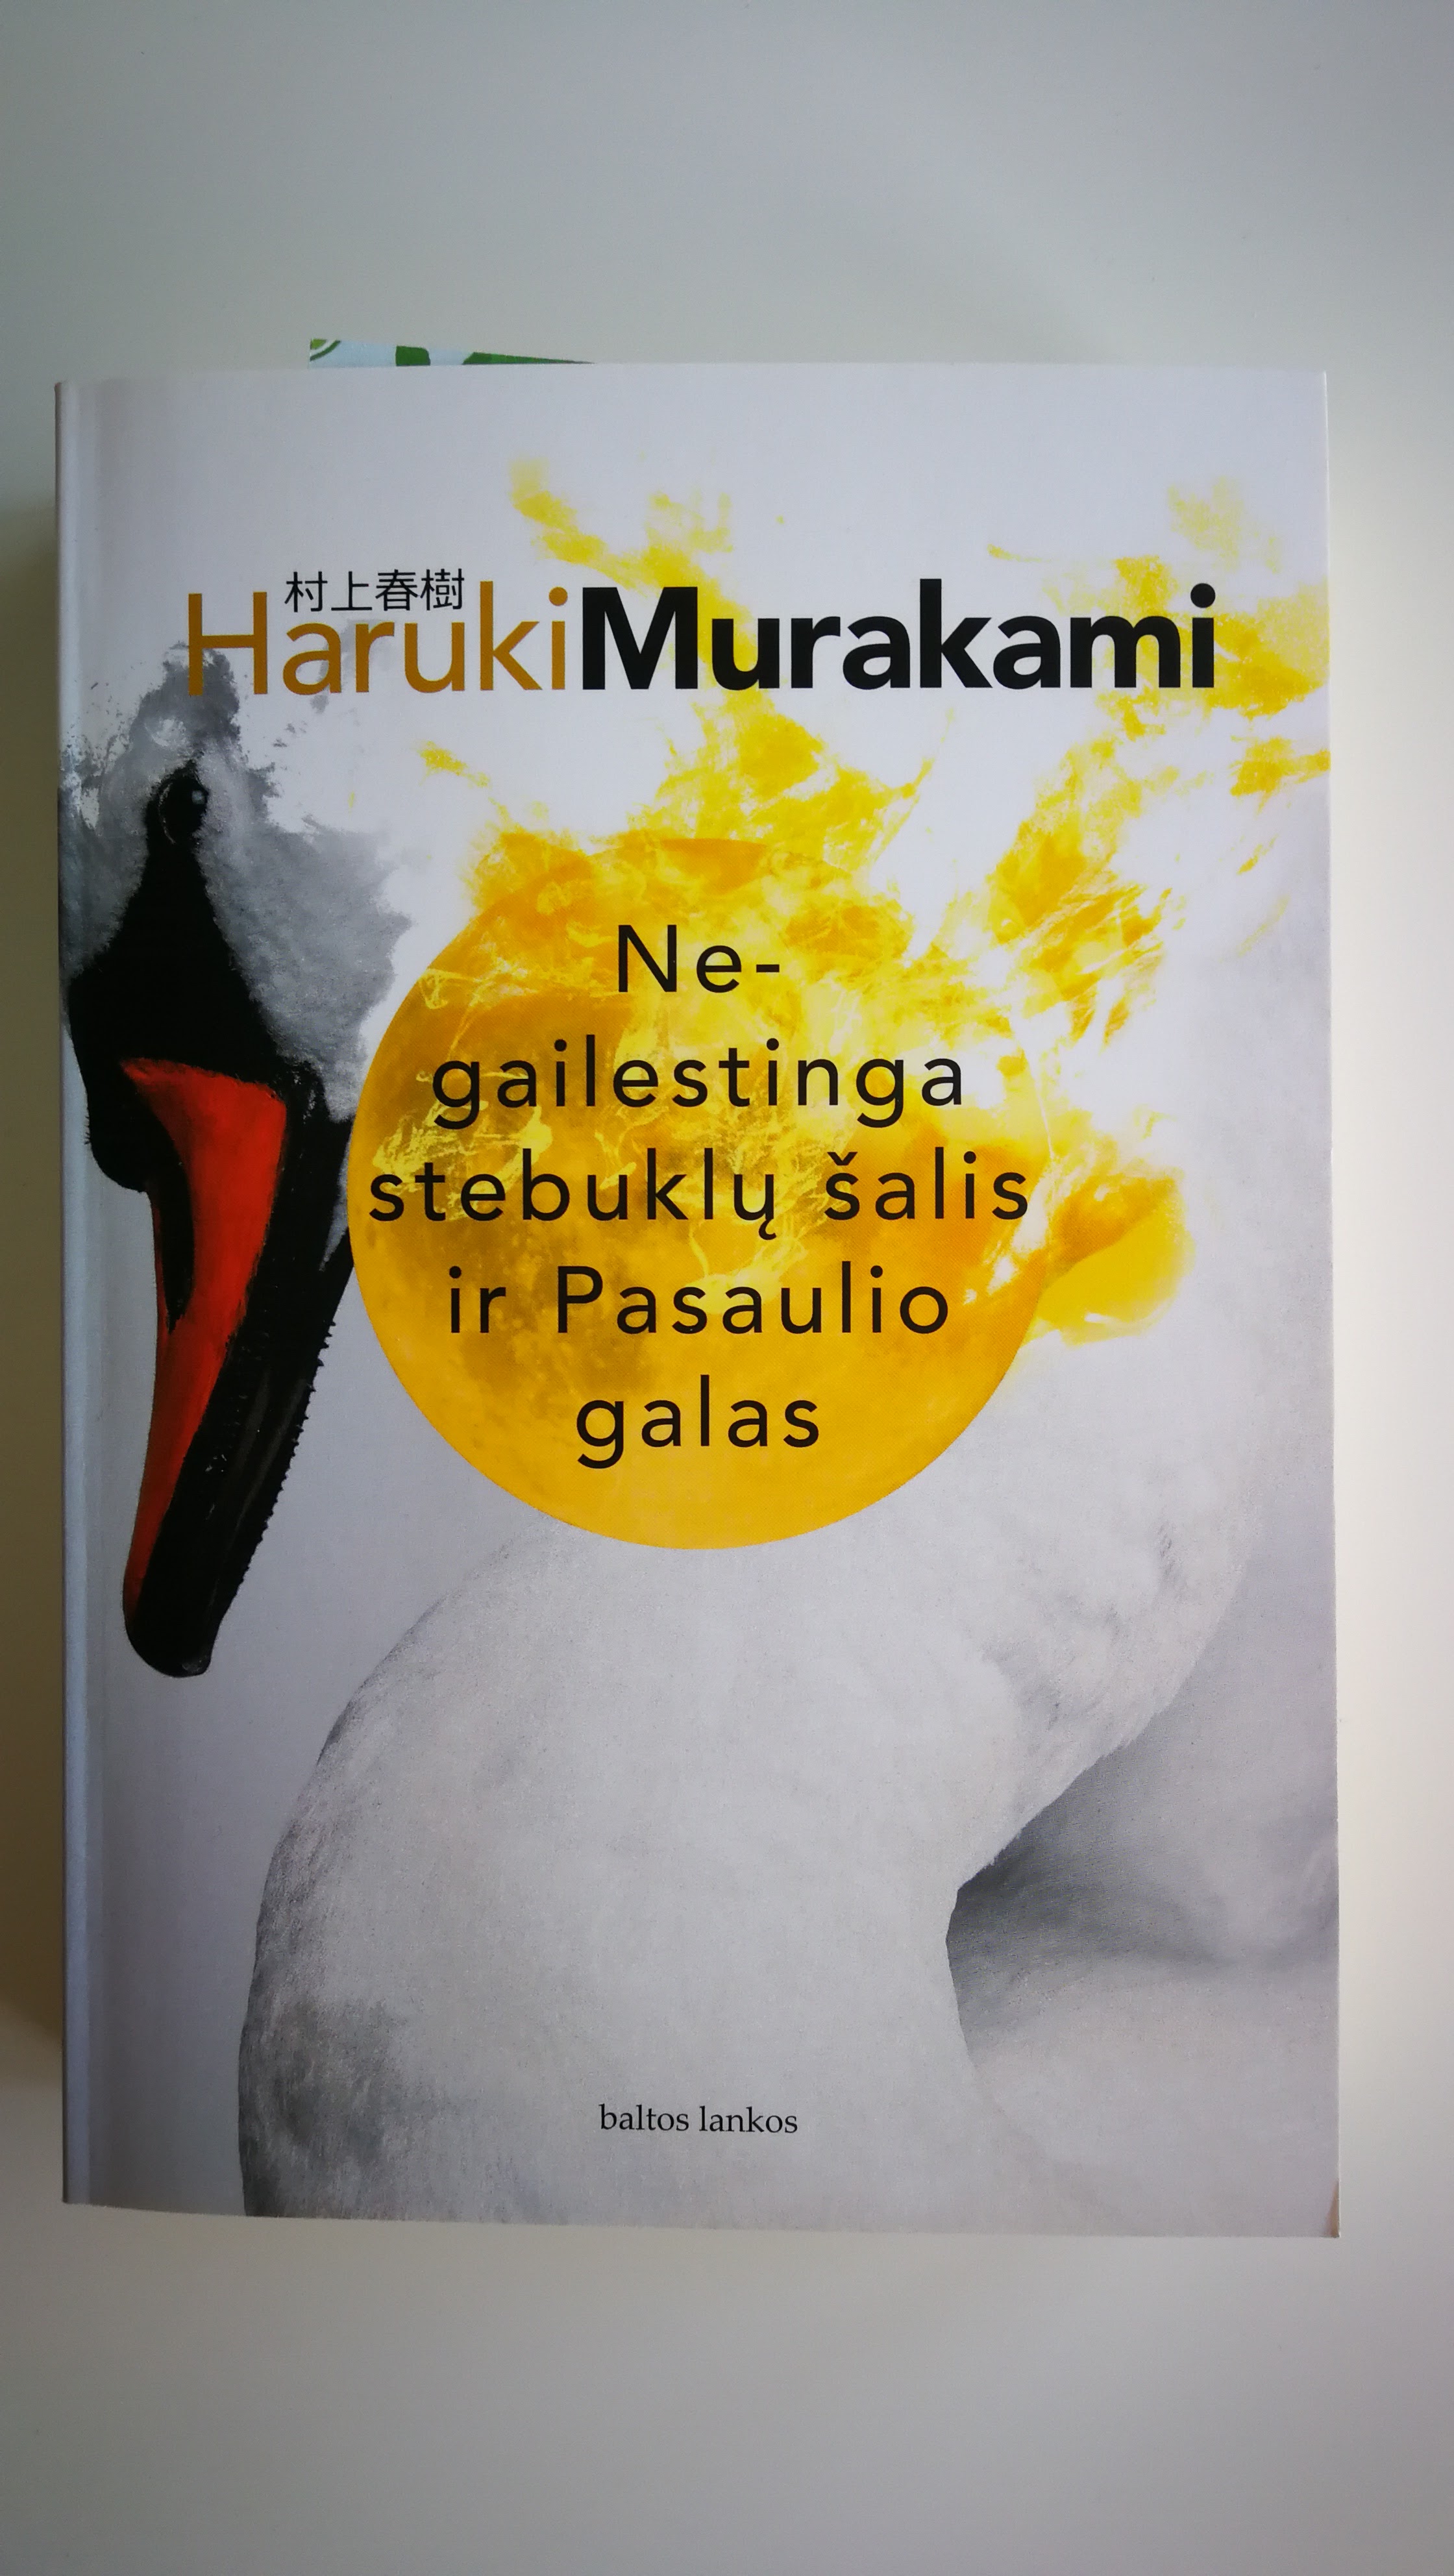 村上春樹
HarukiMurakami
Ne-
gailestinga
stebuklų šalis
ir Pasaulio
galas
baltos lankos